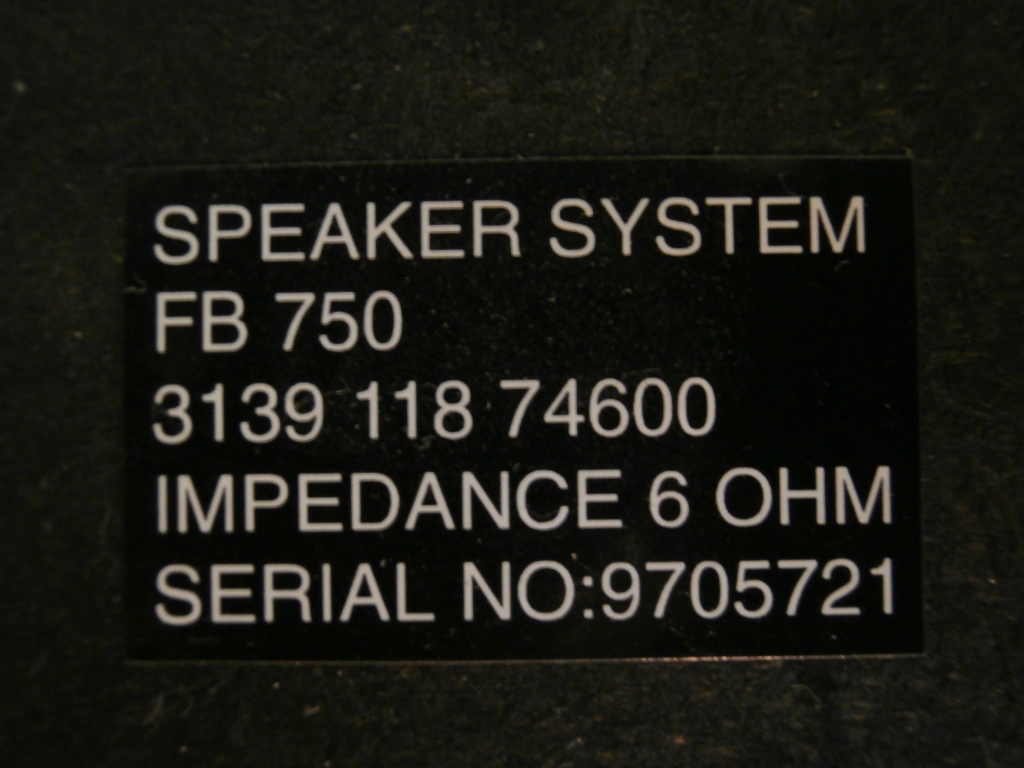 SPEAKER SYSTEM
FB 750
3139 118 74600
IMPEDANCE 6 OHM
SERIAL NO:9705721